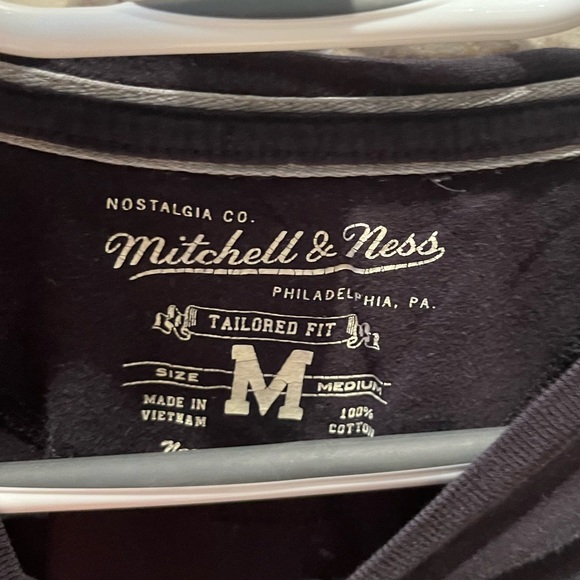 NOSTALGIA CO.
Mitchell & Ness
PHILADELPHIA, PA.
TAILORED FIT
SIZE M MEDIUM
MADE IN 100%
VIETNAM COTTON